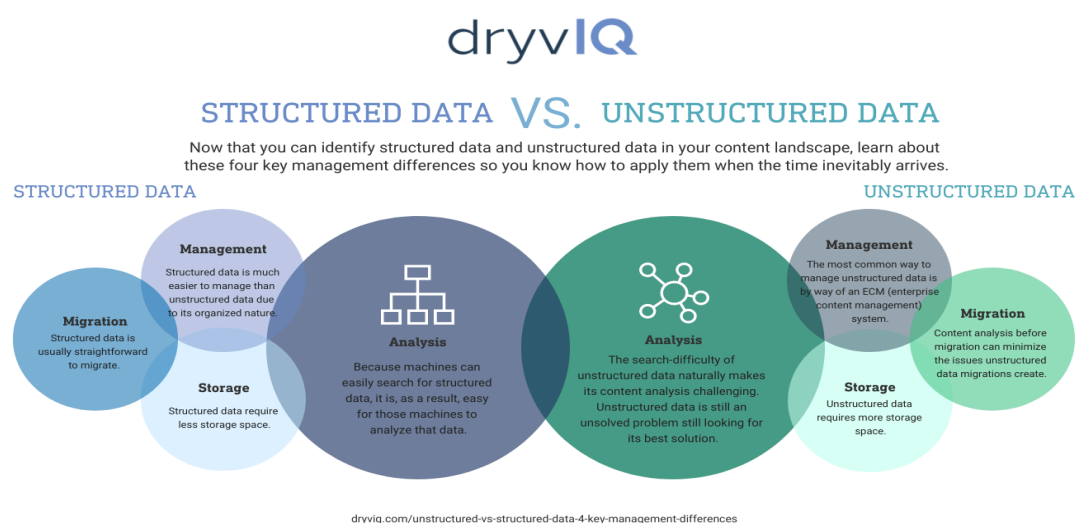 dryvIQ
STRUCTURED DATA VS. UNSTRUCTURED DATA
Now that you can identify structured data and unstructured data in your content landscape, learn about
these four key management differences so you know how to apply them when the time inevitably arrives.
STRUCTURED DATA
UNSTRUCTURED DATA
Migration
Structured data is
usually straightforward
to migrate.
Management
Structured data is much
easier to manage than
unstructured data due
to its organized nature.
Storage
Structured data require
less storage space.
Analysis
Because machines can
easily search for structured
data, it is, as a result, easy
for those machines to
analyze that data.
Analysis
The search-difficulty of
unstructured data naturally makes
its content analysis challenging.
Unstructured data is still an
unsolved problem still looking for
its best solution.
Management
The most common way to
manage unstructured data is
by way of an ECM (enterprise
content management)
system.
Storage
Unstructured data
requires more storage
space.
Migration
Content analysis before
migration can minimize
the issues unstructured
data migrations create.
dryviq.com/unstructured-vs-structured-data-4-key-management-differences